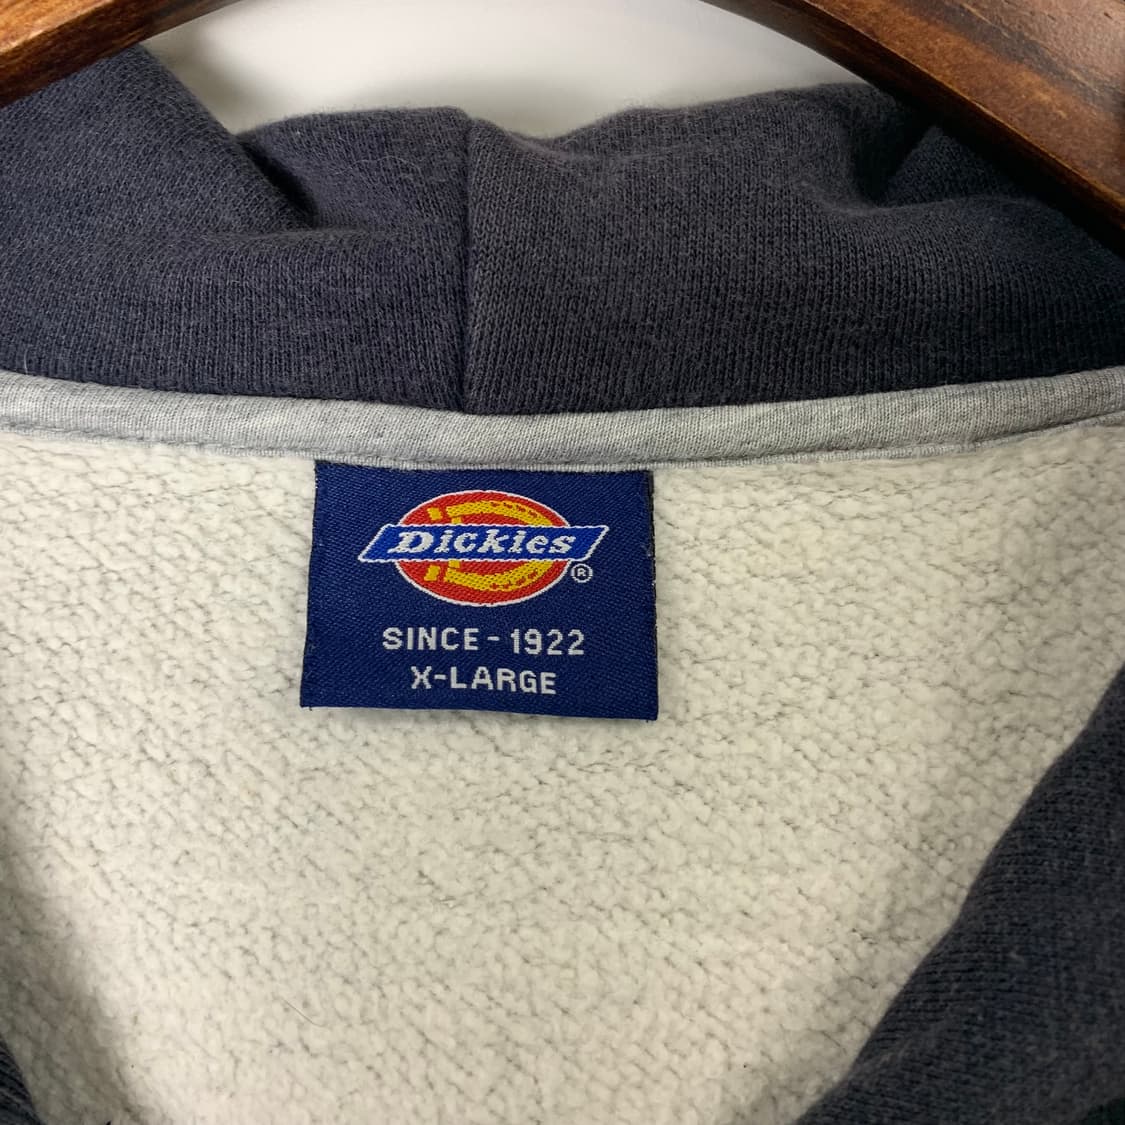 Dickies
®
SINCE - 1922
X-LARGE